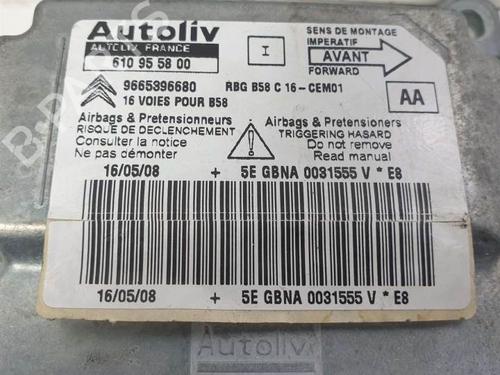 Autoliv
AUTOLIV FRANCE
610 95 58 00
I
SENS DE MONTAGE
IMPERATIF
AVANT
FORWARD
9665396680 RBG B58 C 16-CEM01
16 VOIES POUR B58
AA
Airbags & Pretensionneurs
RISQUE DE DECLENCHEMENT
Consulter la notice
Ne pas démonter
Airbags & Pretensioners
TRIGGERING HASARD
Do not remove
Read manual
16/05/08 + 5E GBNA 0031555 V * E8
16/05/08 + 5E GBNA 0031555 V * E8
Autoliv